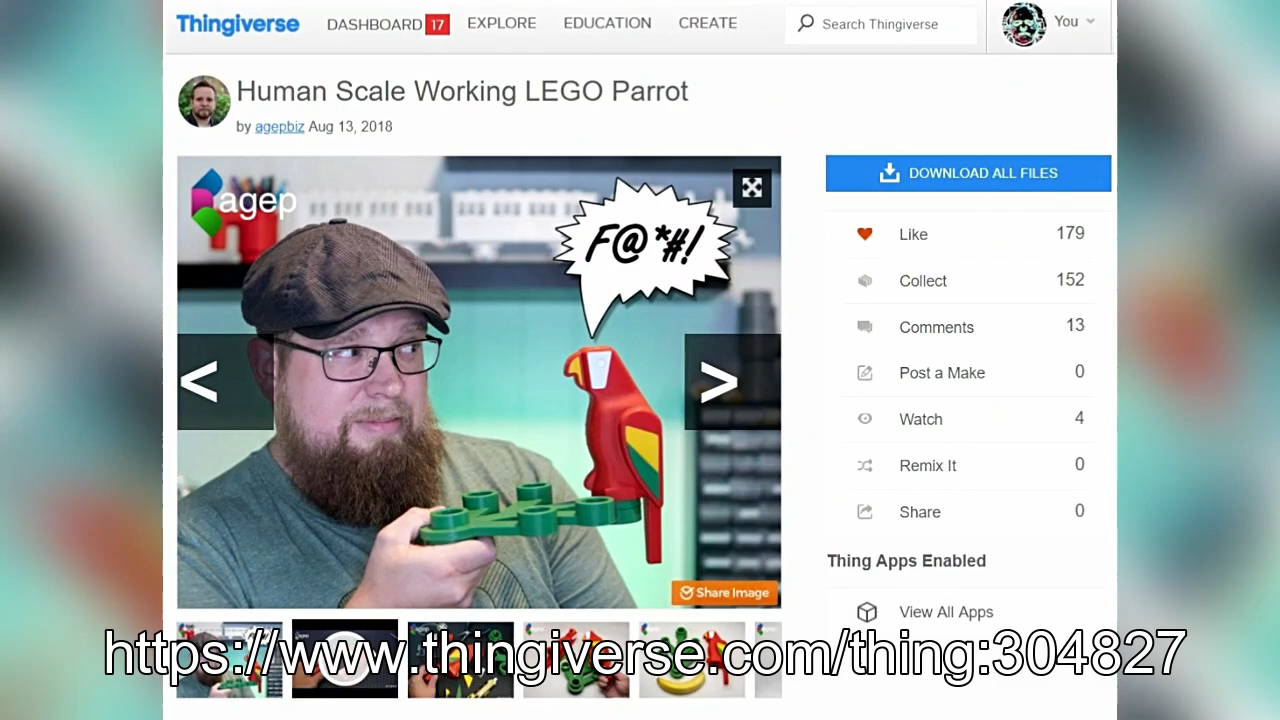 Thingiverse DASHBOARD 17 EXPLORE EDUCATION CREATE Search Thingiverse You
Human Scale Working LEGO Parrot
by agepbiz Aug 13, 2018
agep
F@*#!
< >
Share Image
DOWNLOAD ALL FILES
Like 179
Collect 152
Comments 13
Post a Make 0
Watch 4
Remix It 0
Share 0
Thing Apps Enabled
View All Apps
https://www.thingiverse.com/thing:304827